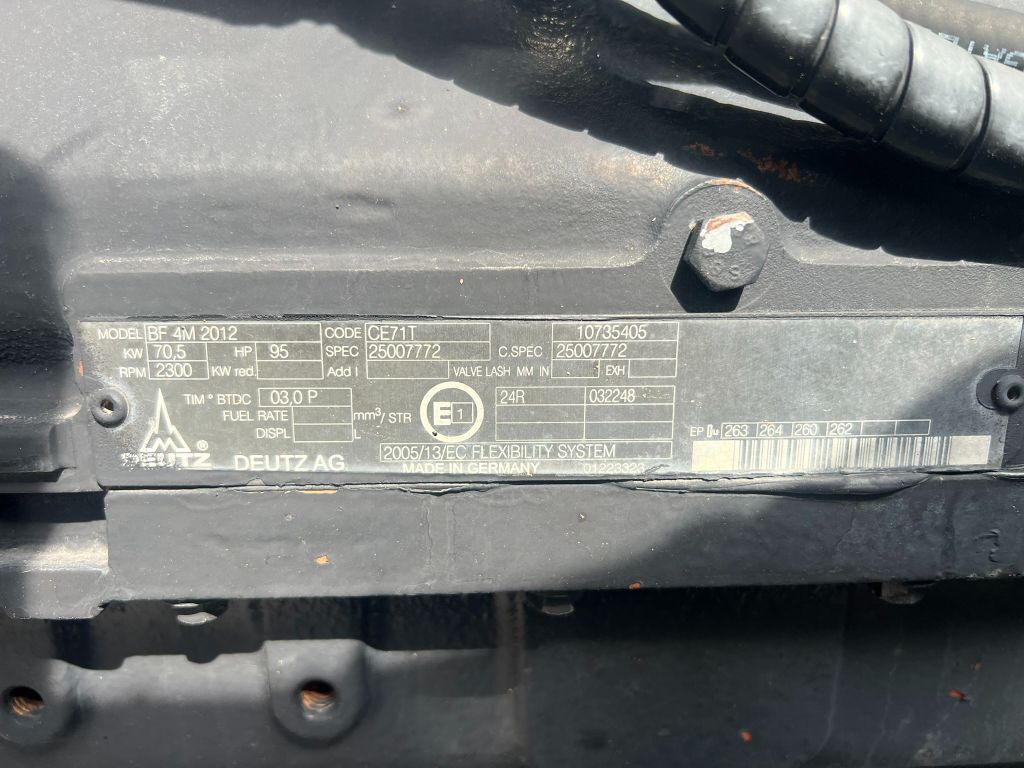 MODEL BF 4M 2012 CODE CE71T 10735405
KW 70,5 HP 95 SPEC 25007772 C.SPEC 25007772
RPM 2300 KW red. Add I VALVE LASH MM IN EXH
TIM ° BTDC 03,0 P 24R 032248
FUEL RATE mm³/ STR E 1
DISPL L EP 263 264 260 262
2005/13/EC FLEXIBILITY SYSTEM
DEUTZ ® DEUTZ AG MADE IN GERMANY 01223323